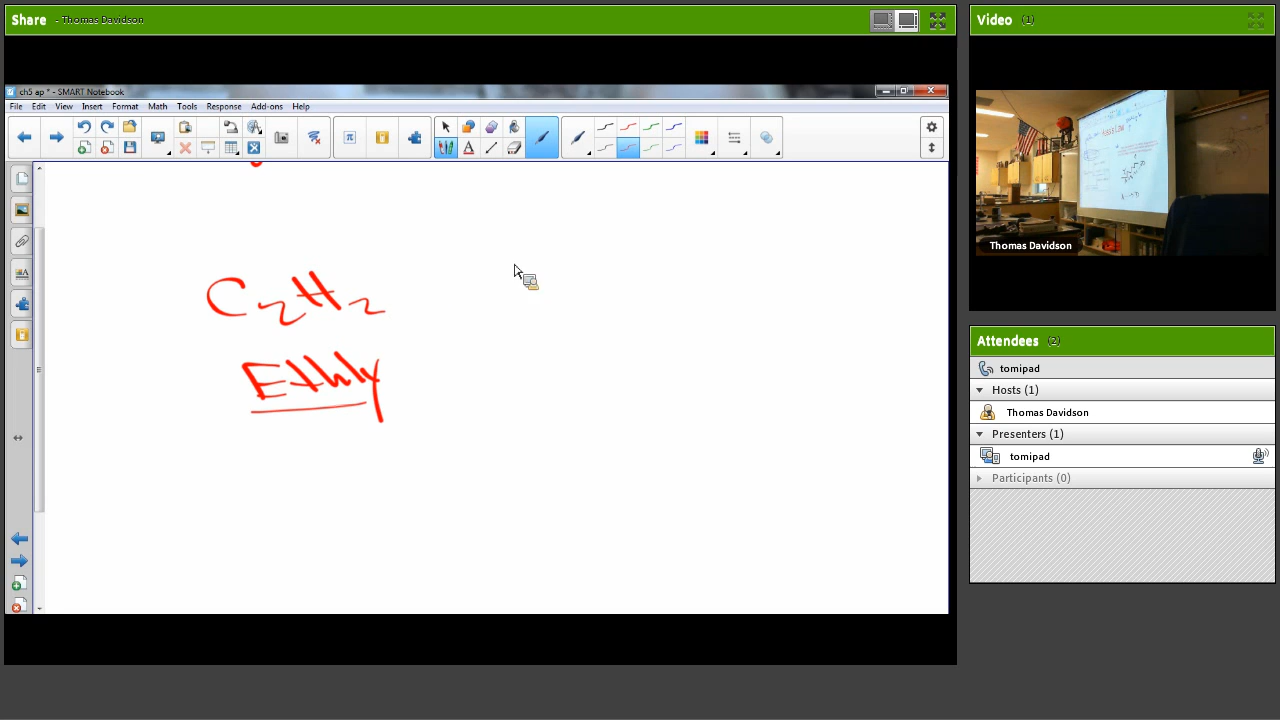 Share - Thomas Davidson
Video (1)
ch5 ap * - SMART Notebook
File Edit View Insert Format Math Tools Response Add-ons Help
C2H2
Ethly
Thomas Davidson
Attendees (2)
tomipad
Hosts (1)
Thomas Davidson
Presenters (1)
tomipad
Participants (0)